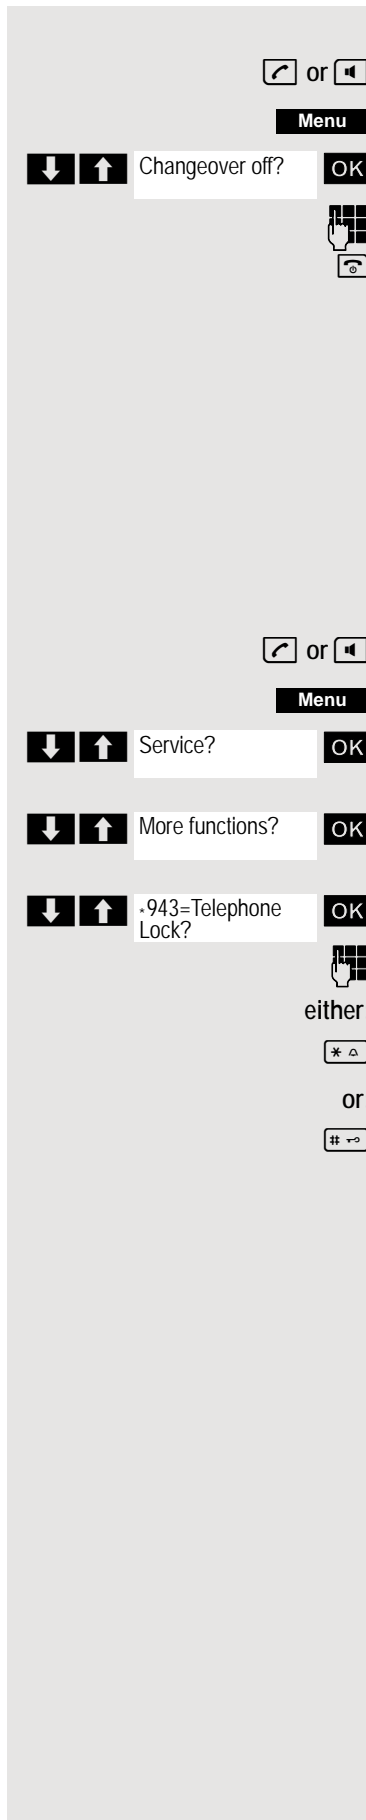 or
Menu
Changeover off?
OK
or
Menu
Service?
OK
More functions?
OK
*943=Telephone
Lock?
OK
either
*
or
#